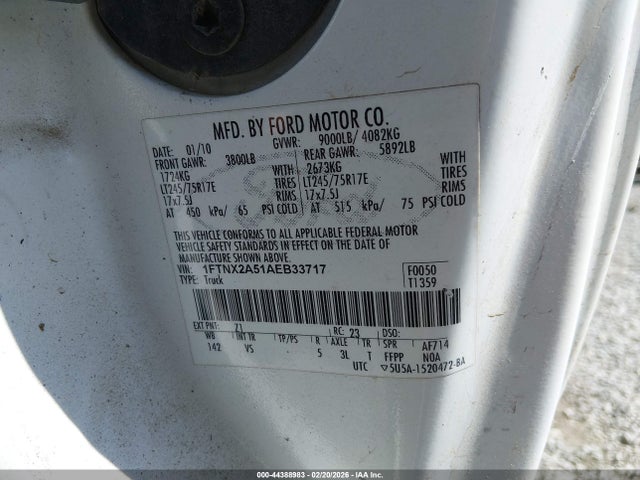 MFD. BY FORD MOTOR CO.
DATE: 01/10 GVWR: 9000LB/ 4082KG
FRONT GAWR: 3800LB REAR GAWR: 5892LB
1724KG WITH 2673KG WITH
LT245/75R17E TIRES LT245/75R17E TIRES
17x7.5J RIMS 17x7.5J RIMS
AT 450 kPa/ 65 PSI COLD AT 515 kPa/ 75 PSI COLD
THIS VEHICLE CONFORMS TO ALL APPLICABLE FEDERAL MOTOR
VEHICLE SAFETY STANDARDS IN EFFECT ON THE DATE OF
MANUFACTURE SHOWN ABOVE.
VIN: 1FTNX2A51AEB33717 F0050
TYPE: Truck T1359
EXT PNT: Z1 RC: 23 DSO:
WB INT TR TP/PS R AXLE TR SPR AF714
142 VS 5 3L T FFPP N0A
UTC ▽5U5A-1520472-BA
000-44388983 02/20/2026 - IAA Inc.